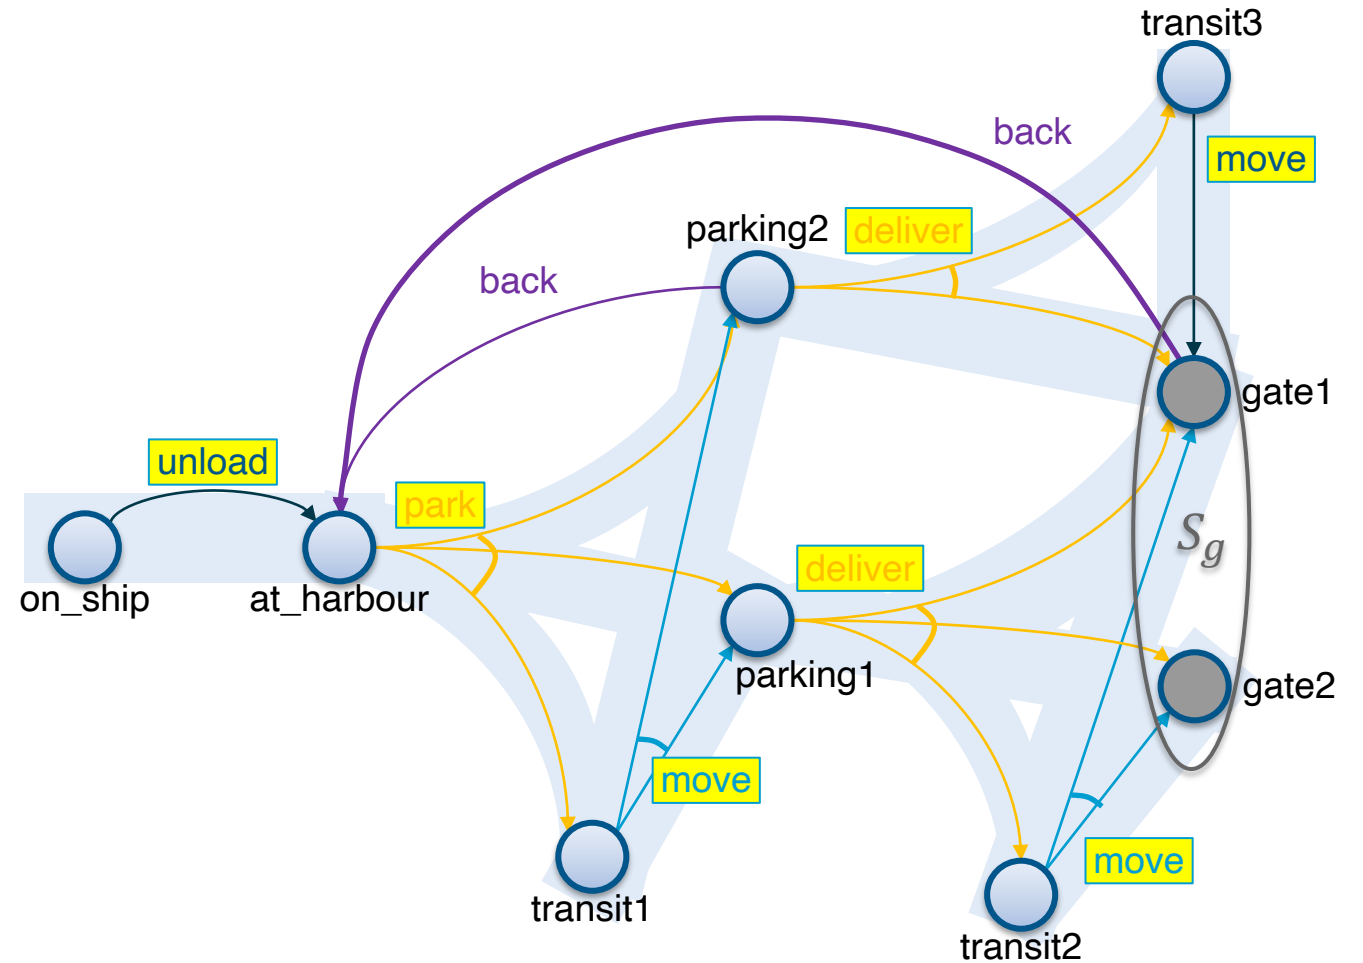 transit3
back
move
parking2
deliver
back
gate1
unload
park
S_g
deliver
on_ship
at_harbour
parking1
gate2
move
move
transit1
transit2